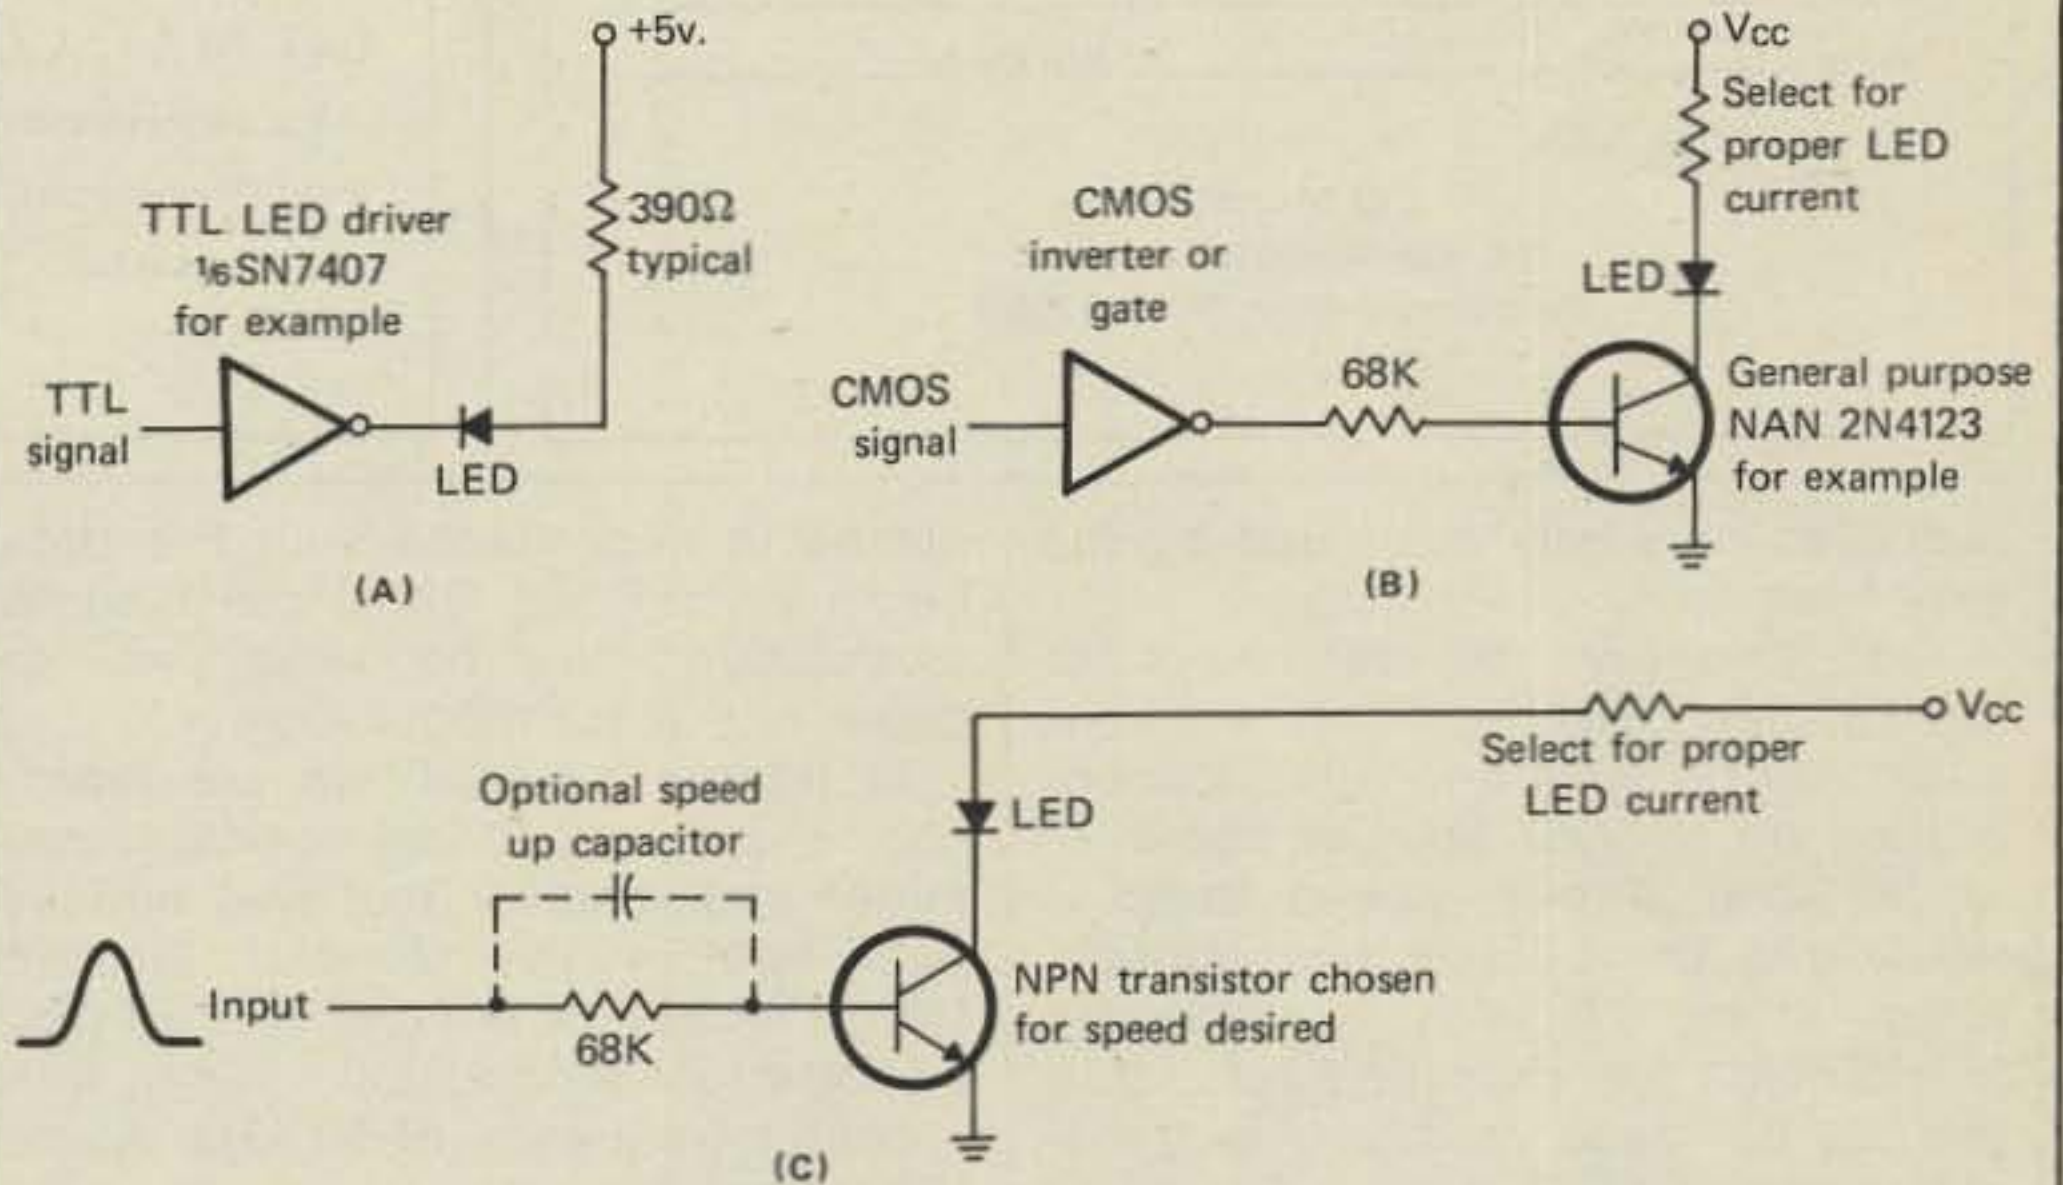 +5v.
390Ω
typical
TTL LED driver
⅙SN7407
for example
TTL
signal
LED
(A)
Vcc
Select for
proper LED
current
CMOS
inverter or
gate
LED
CMOS
signal
68K
General purpose
NAN 2N4123
for example
(B)
Vcc
Select for proper
LED current
Optional speed
up capacitor
LED
Input
68K
NPN transistor chosen
for speed desired
(C)